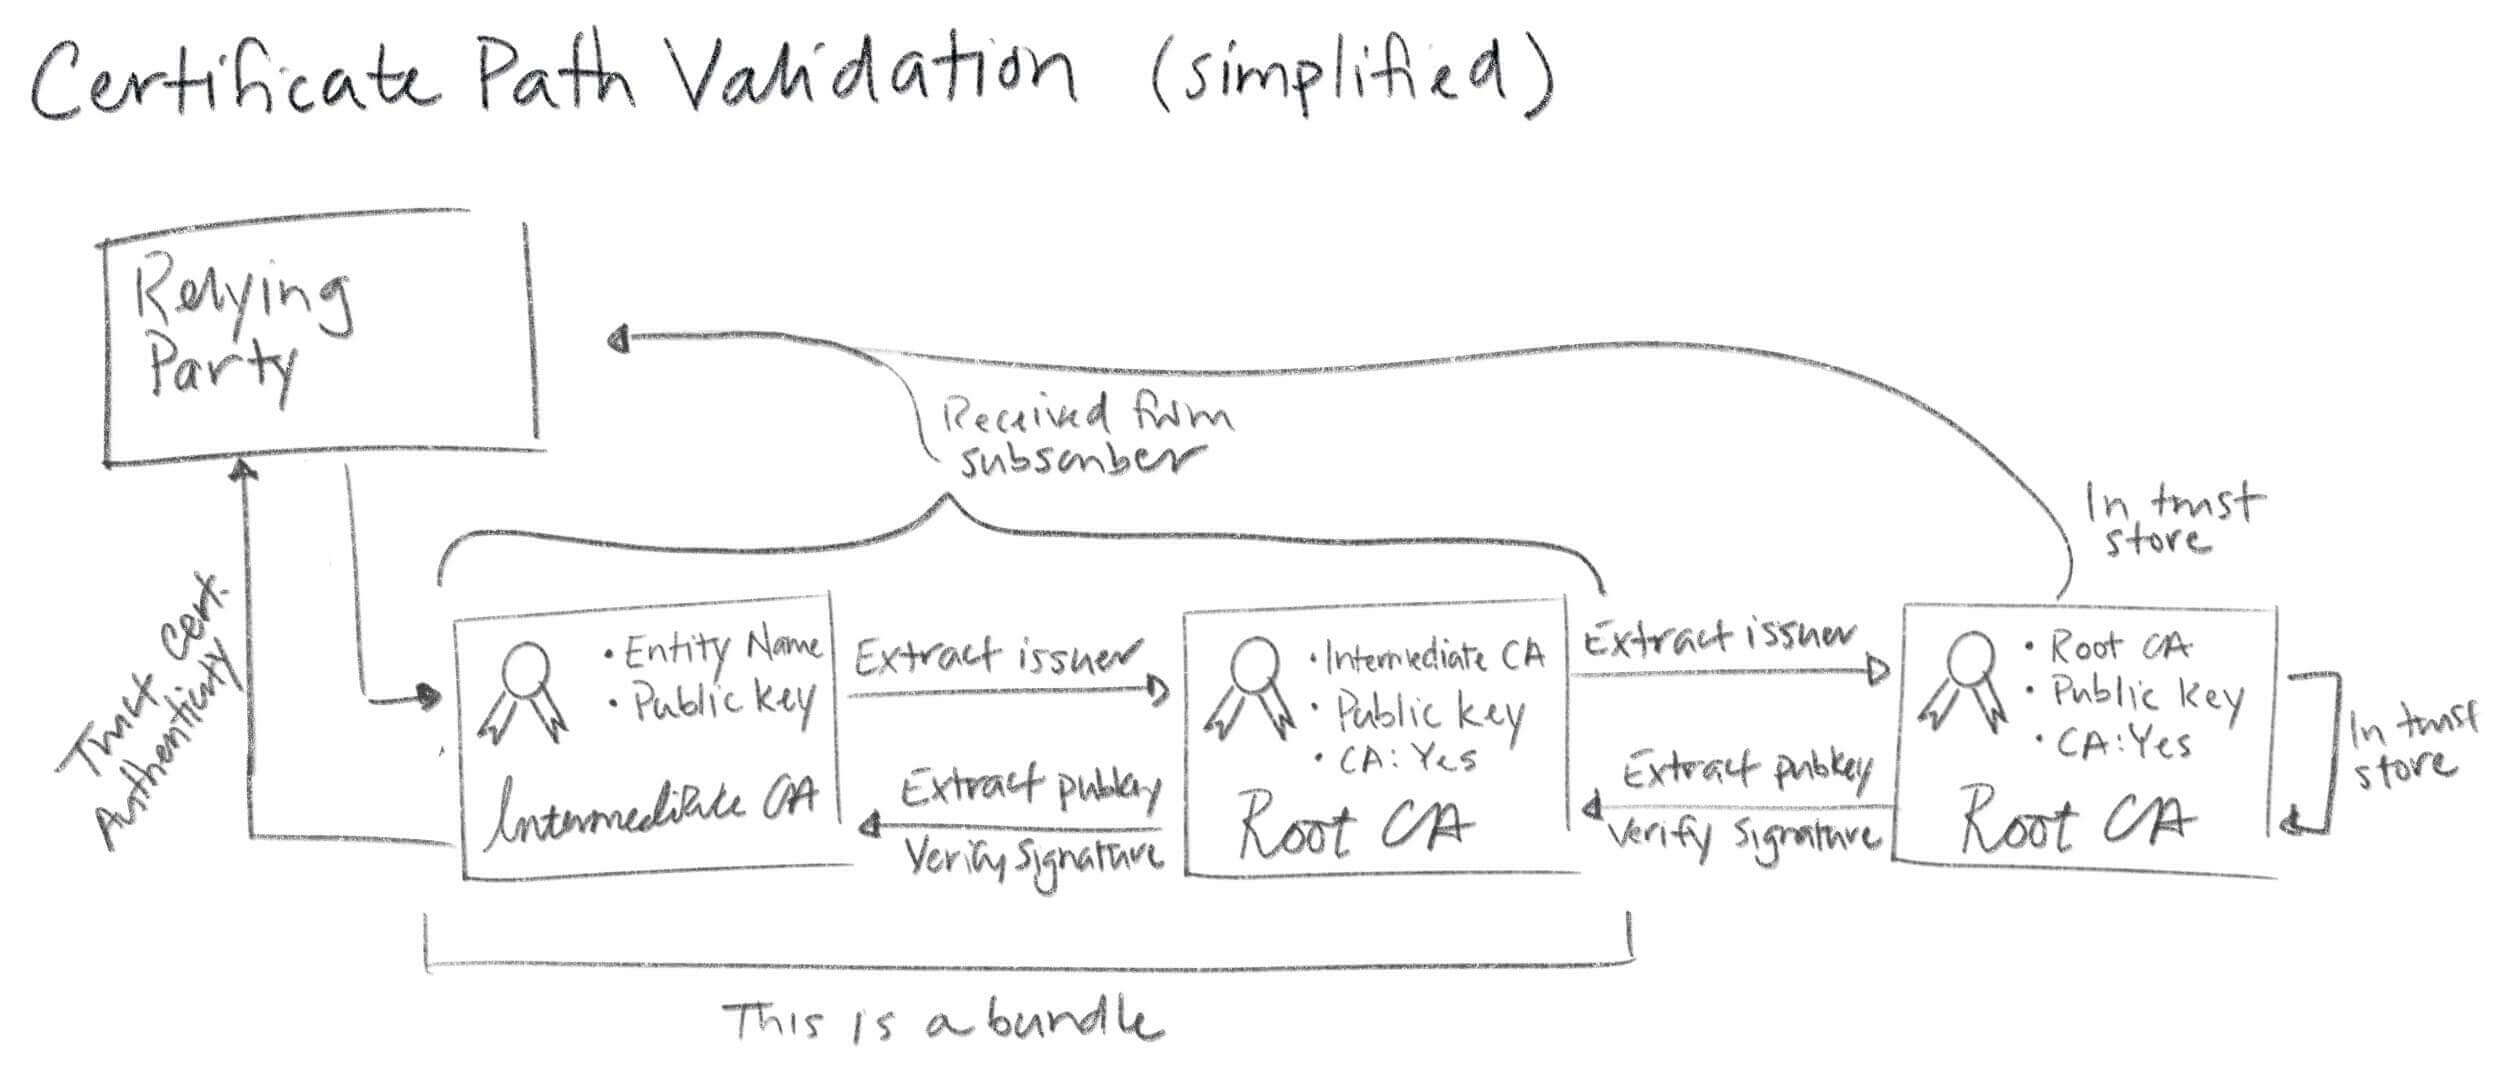 Certificate Path Validation (simplified)
Relying
Party
Received from
subscriber
In trust
store
Trust Cert.
Authenticity
• Entity Name
• Public key
Intermediate CA
Extract issuer
Extract pubkey
Verify Signature
• Intermediate CA
• Public key
• CA: Yes
Root CA
Extract issuer
Extract pubkey
Verify Signature
• Root CA
• Public key
• CA: Yes
Root CA
In trust
store
This is a bundle